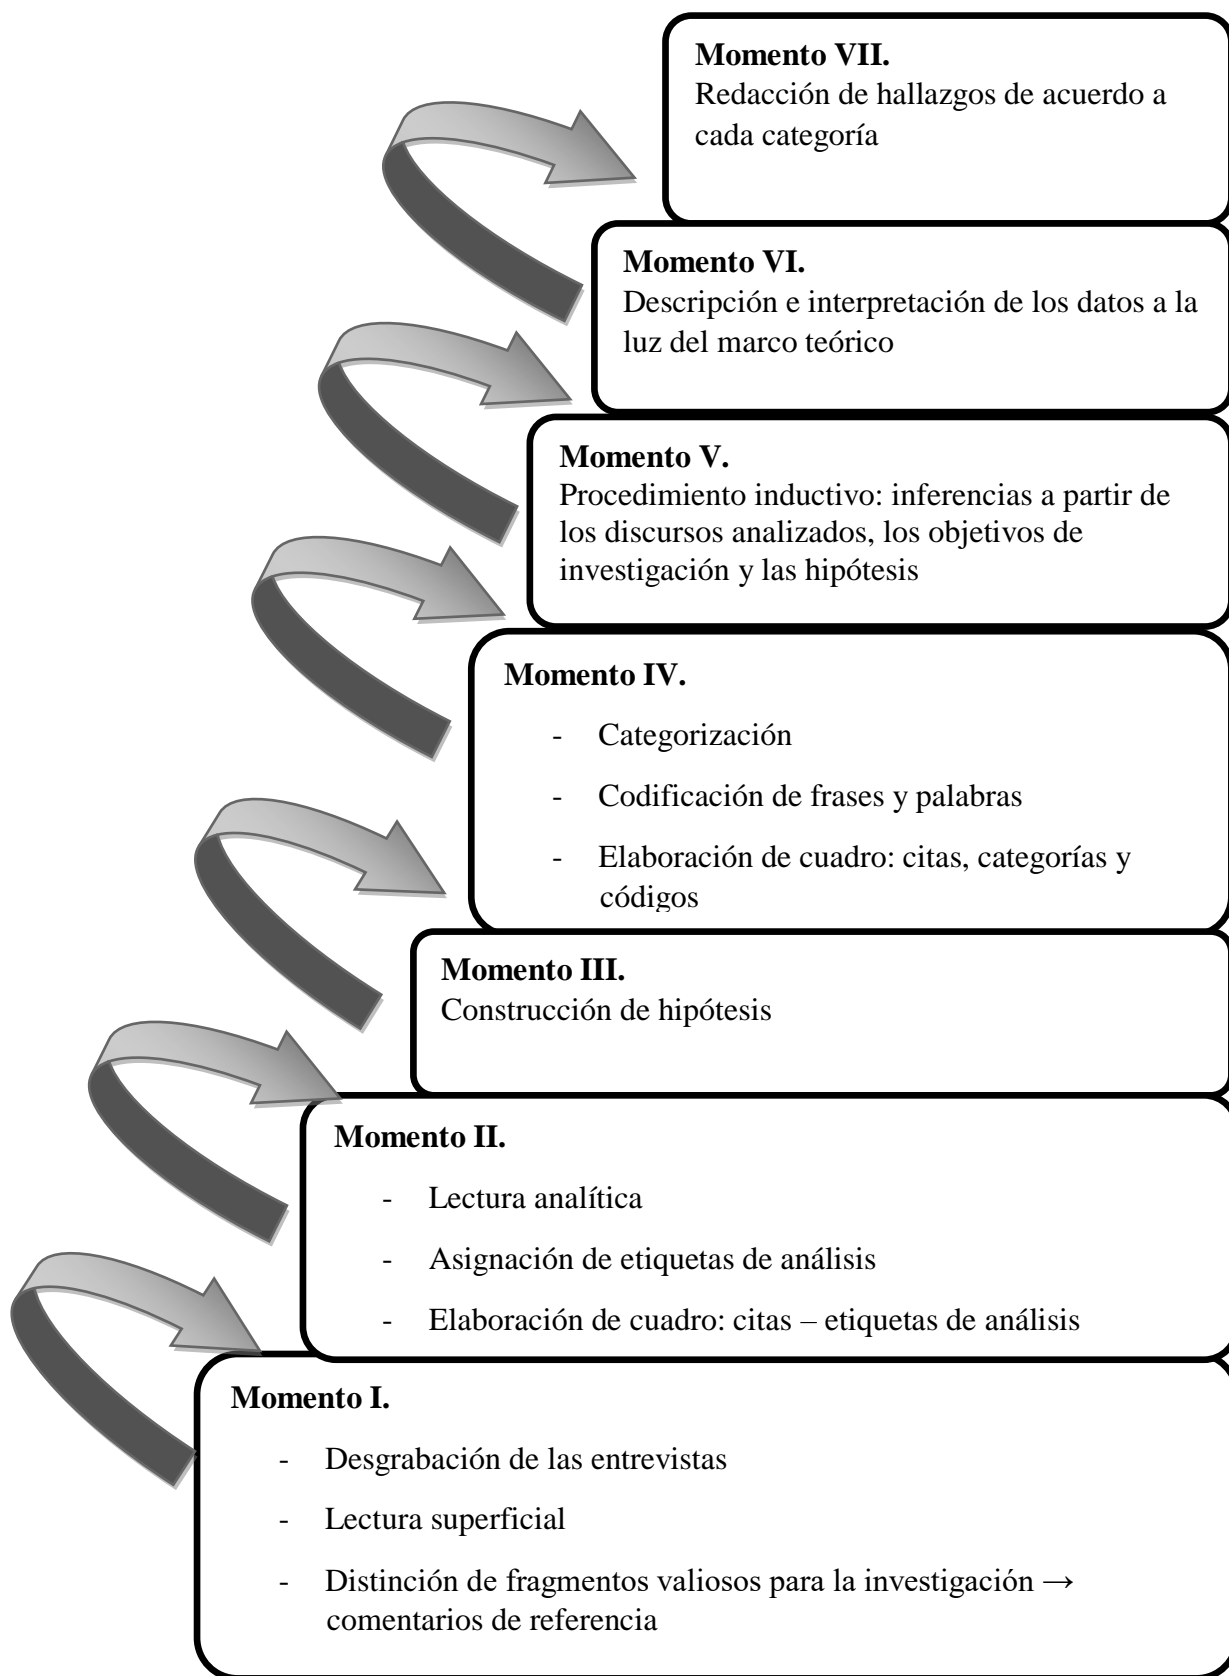 Momento VII.
Redacción de hallazgos de acuerdo a
cada categoría
Momento VI.
Descripción e interpretación de los datos a la
luz del marco teórico
Momento V.
Procedimiento inductivo: inferencias a partir de
los discursos analizados, los objetivos de
investigación y las hipótesis
Momento IV.
- Categorización
- Codificación de frases y palabras
- Elaboración de cuadro: citas, categorías y
códigos
Momento III.
Construcción de hipótesis
Momento II.
- Lectura analítica
- Asignación de etiquetas de análisis
- Elaboración de cuadro: citas – etiquetas de análisis
Momento I.
- Desgrabación de las entrevistas
- Lectura superficial
- Distinción de fragmentos valiosos para la investigación →
comentarios de referencia